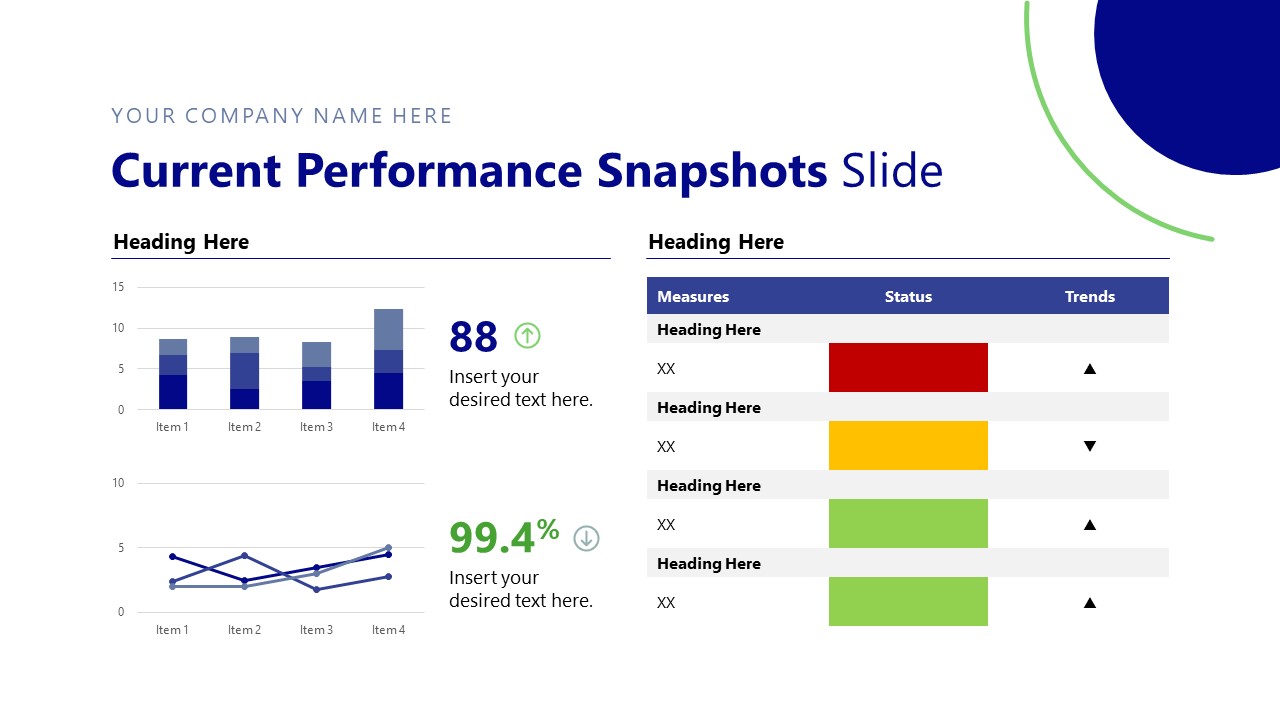 YOUR COMPANY NAME HERE
Current Performance Snapshots Slide
Heading Here
15
10
5
0
Item 1 Item 2 Item 3 Item 4
88
Insert your
desired text here.
10
5
0
Item 1 Item 2 Item 3 Item 4
99.4%
Insert your
desired text here.
Heading Here
Measures Status Trends
Heading Here
XX ▲
Heading Here
XX ▼
Heading Here
XX ▲
Heading Here
XX ▲